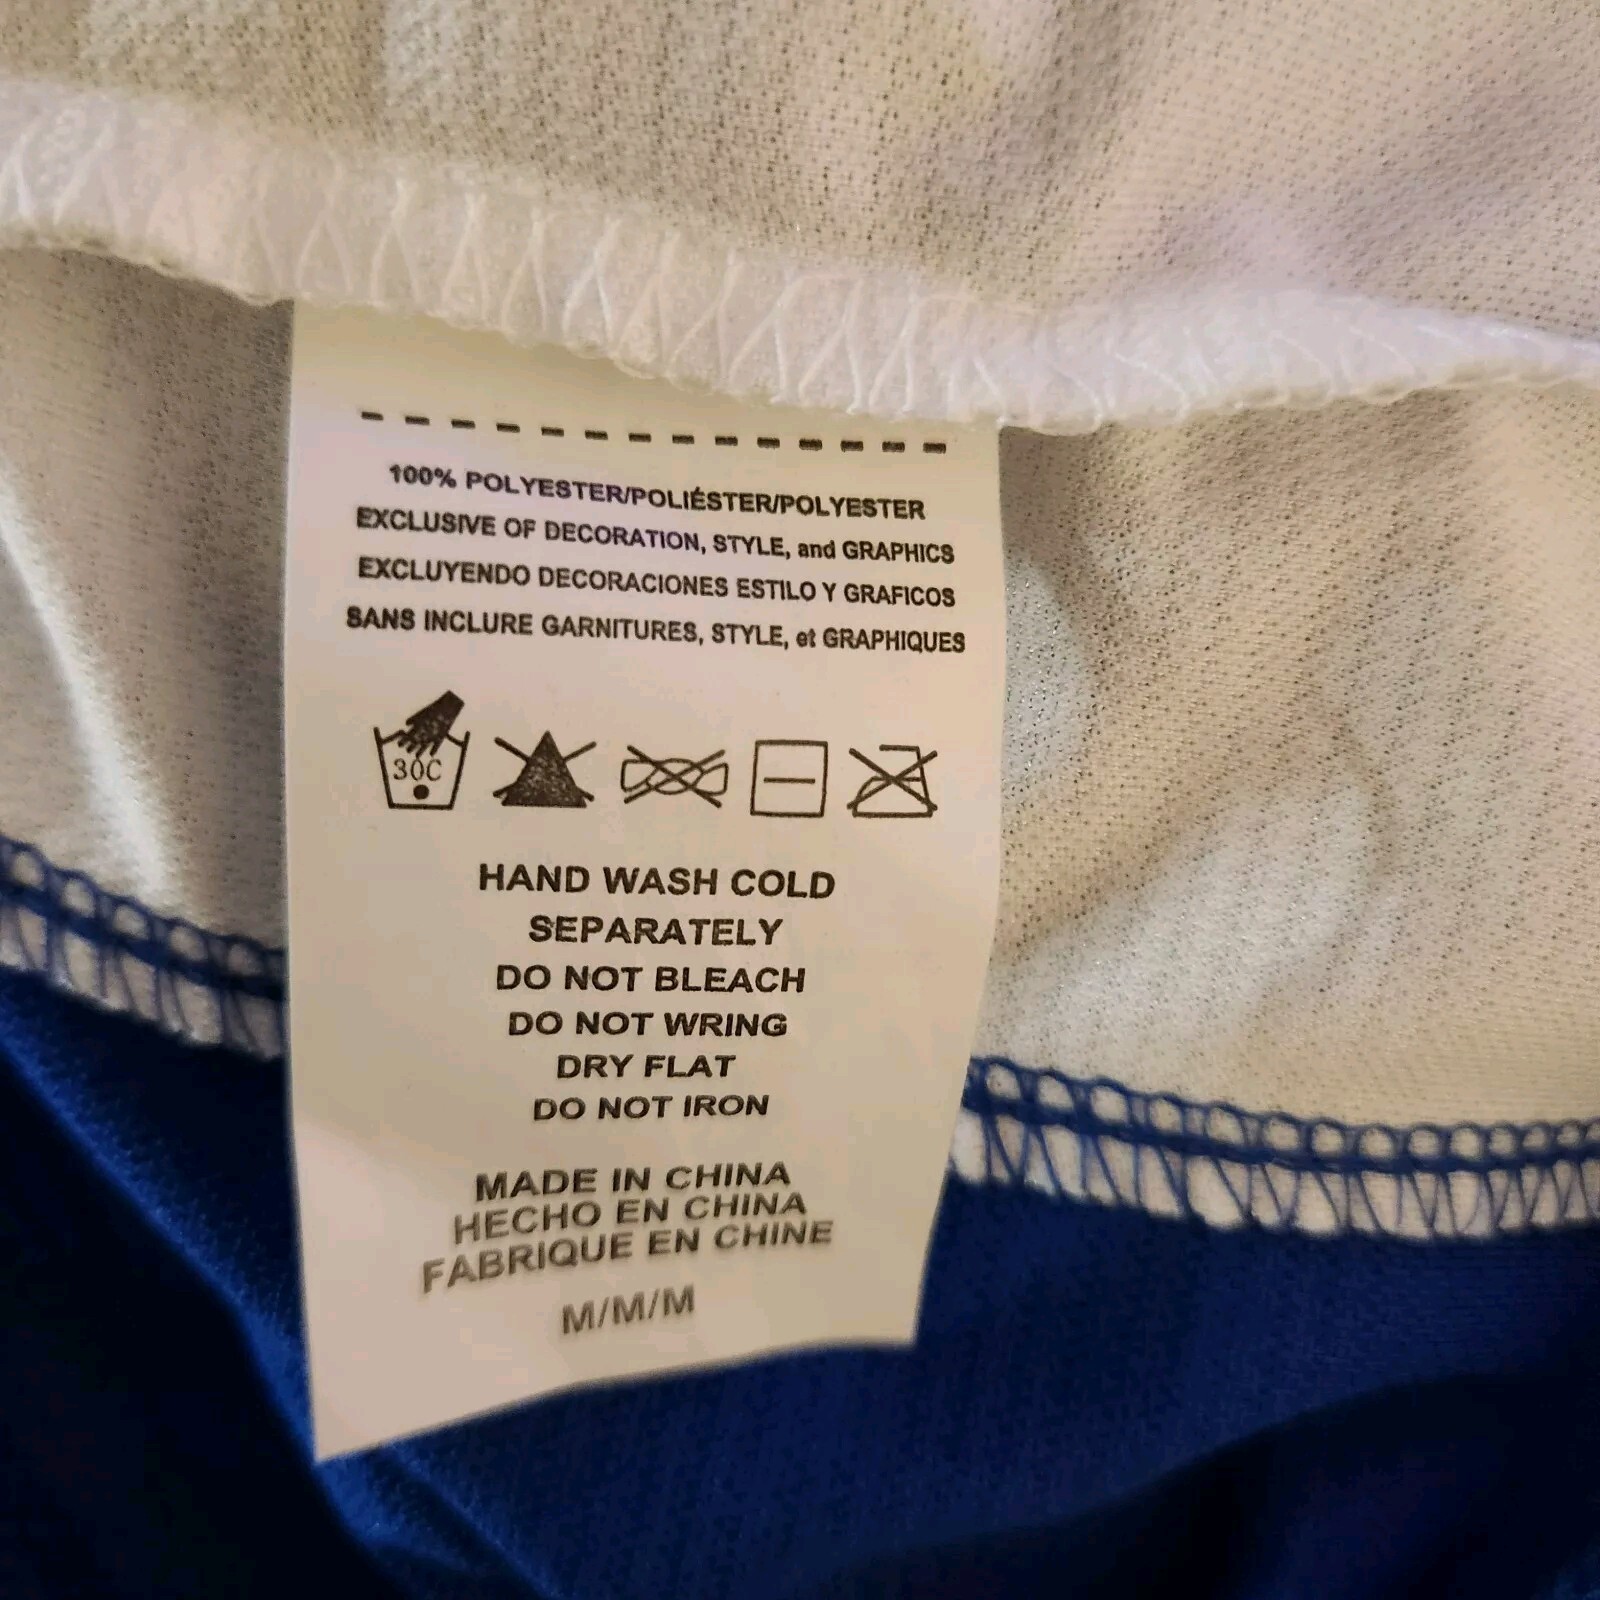 100% POLYESTER/POLIÉSTER/POLYESTER
EXCLUSIVE OF DECORATION, STYLE, and GRAPHICS
EXCLUYENDO DECORACIONES ESTILO Y GRAFICOS
SANS INCLURE GARNITURES, STYLE, et GRAPHIQUES
30C
HAND WASH COLD
SEPARATELY
DO NOT BLEACH
DO NOT WRING
DRY FLAT
DO NOT IRON
MADE IN CHINA
HECHO EN CHINA
FABRIQUE EN CHINE
M/M/M